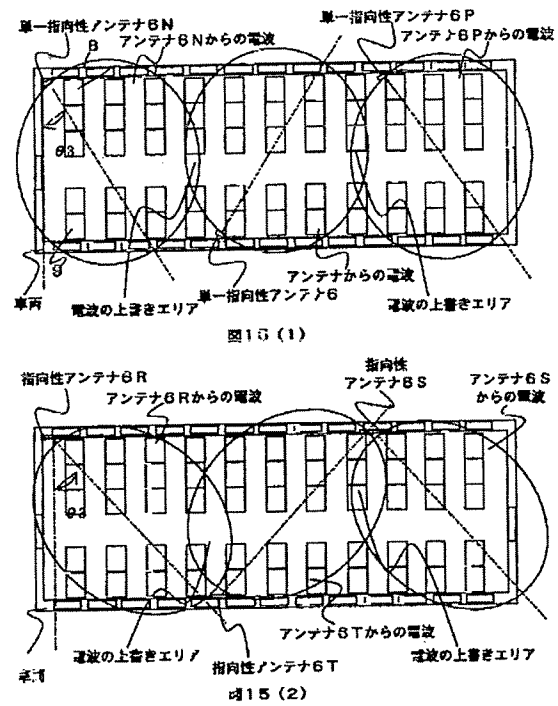 単一指向性アンテナ6N
アンテナ6Nからの電波
単一指向性アンテナ6P
アンテナ6Pからの電波
8
θ3
9
車両
電波の上書きエリア
単一指向性アンテナ6
アンテナからの電波
電波の上書きエリア
図15(1)
指向性アンテナ6R
アンテナ6Rからの電波
指向性
アンテナ6S
アンテナ6S
からの電波
θ3
車両
電波の上書きエリア
指向性アンテナ6T
アンテナ6Tからの電波
電波の上書きエリア
図15(2)